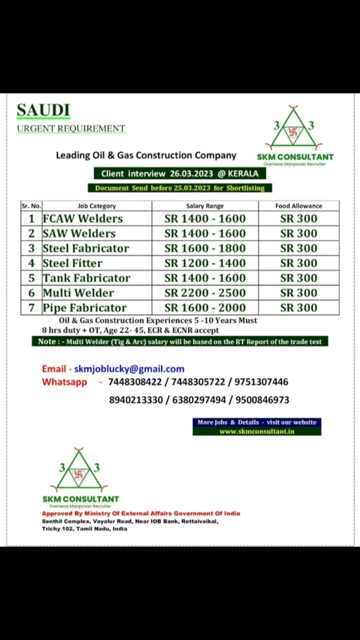 SAUDI
URGENT REQUIREMENT
3 3
SKM CONSULTANT
Overseas Manpower Recruiter
Leading Oil & Gas Construction Company
Client interview 26.03.2023 @ KERALA
Document Send before 25.03.2023 for Shortlisting
Sr. No. Job Category Salary Range Food Allowance
1 FCAW Welders SR 1400 - 1600 SR 300
2 SAW Welders SR 1400 - 1600 SR 300
3 Steel Fabricator SR 1600 - 1800 SR 300
4 Steel Fitter SR 1200 - 1400 SR 300
5 Tank Fabricator SR 1400 - 1600 SR 300
6 Multi Welder SR 2200 - 2500 SR 300
7 Pipe Fabricator SR 1600 - 2000 SR 300
Oil & Gas Construction Experiences 5 -10 Years Must
8 hrs duty + OT, Age 22- 45, ECR & ECNR accept
Note : - Multi Welder (Tig & Arc) salary will be based on the RT Report of the trade test
Email - skmjoblucky@gmail.com
Whatsapp - 7448308422 / 7448305722 / 9751307446
8940213330 / 6380297494 / 9500846973
More Jobs & Details - visit our website
www.skmconsultant.in
3 3
SKM CONSULTANT
Overseas Manpower Recruiter
Approved By Ministry Of External Affairs Government Of India
Senthil Complex, Vayalur Road, Near IOB Bank, Rettaivaikal,
Trichy 102, Tamil Nadu, India